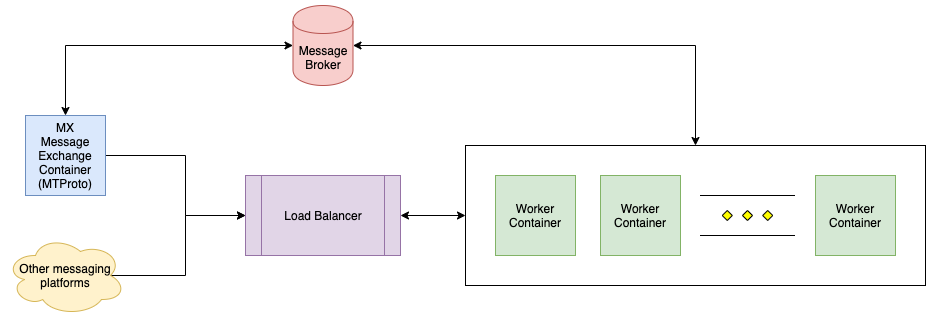 Message
Broker
MX
Message
Exchange
Container
(MTProto)
Load Balancer
Worker
Container
Worker
Container
Worker
Container
Other messaging
platforms